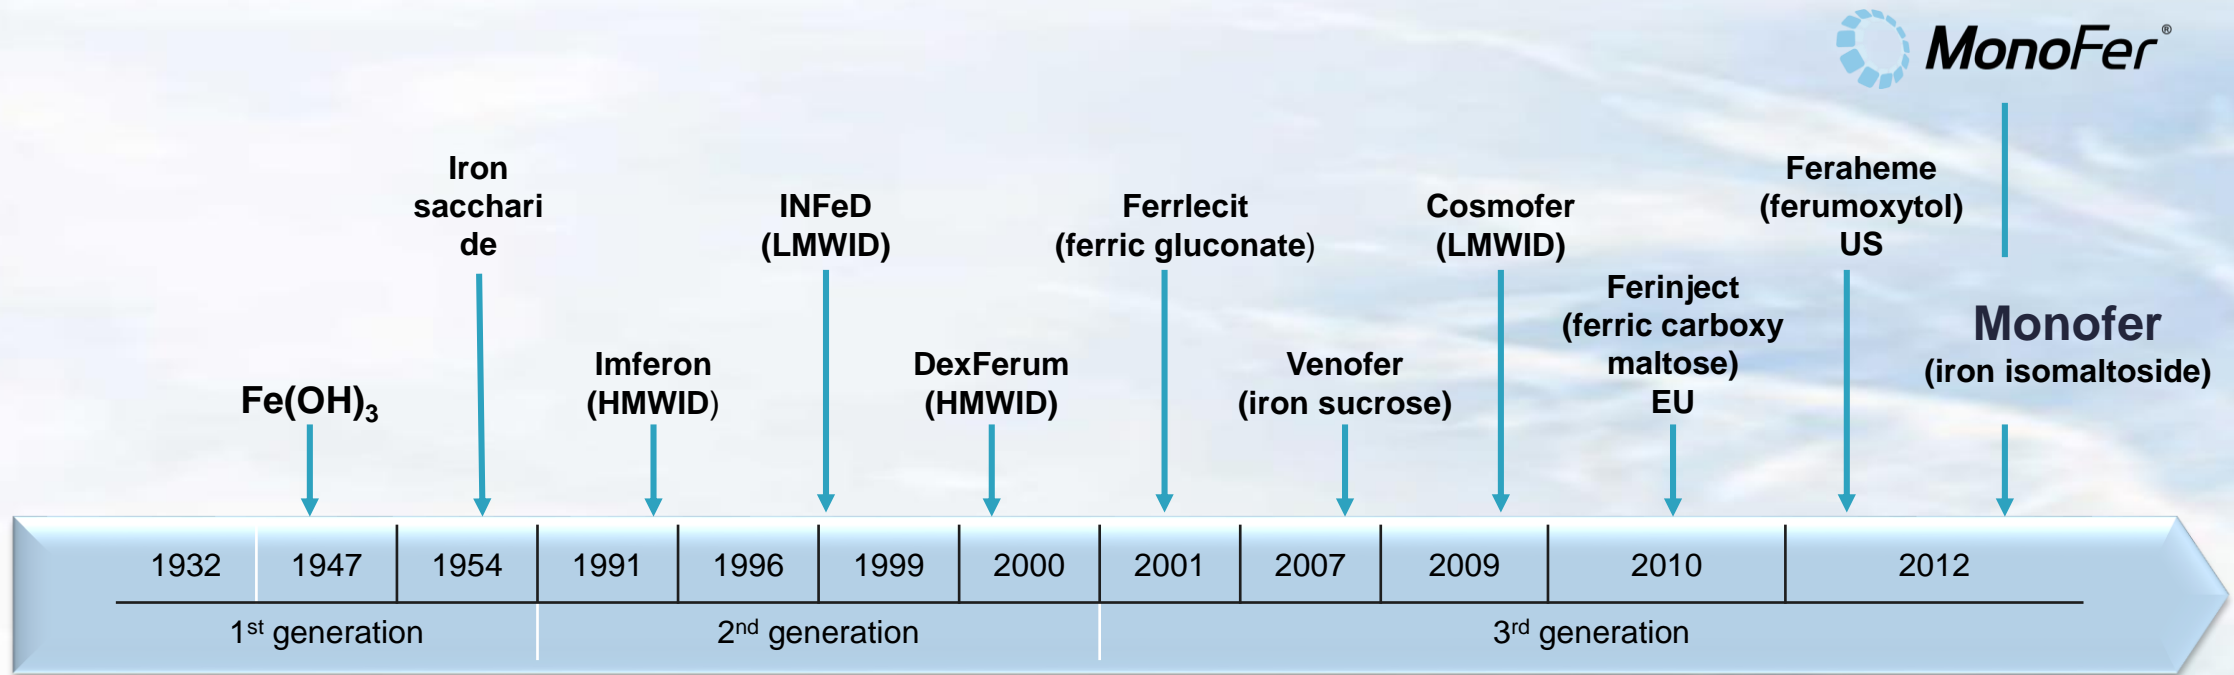 MonoFer®
Iron
sacchari
de
INFeD
(LMWID)
Ferrlecit
(ferric gluconate)
Cosmofer
(LMWID)
Feraheme
(ferumoxytol)
US
Ferinject
(ferric carboxy
maltose)
EU
Monofer
(iron isomaltoside)
Fe(OH)₃
Imferon
(HMWID)
DexFerum
(HMWID)
Venofer
(iron sucrose)
1932 1947 1954 1991 1996 1999 2000 2001 2007 2009 2010 2012
1st generation 2nd generation 3rd generation